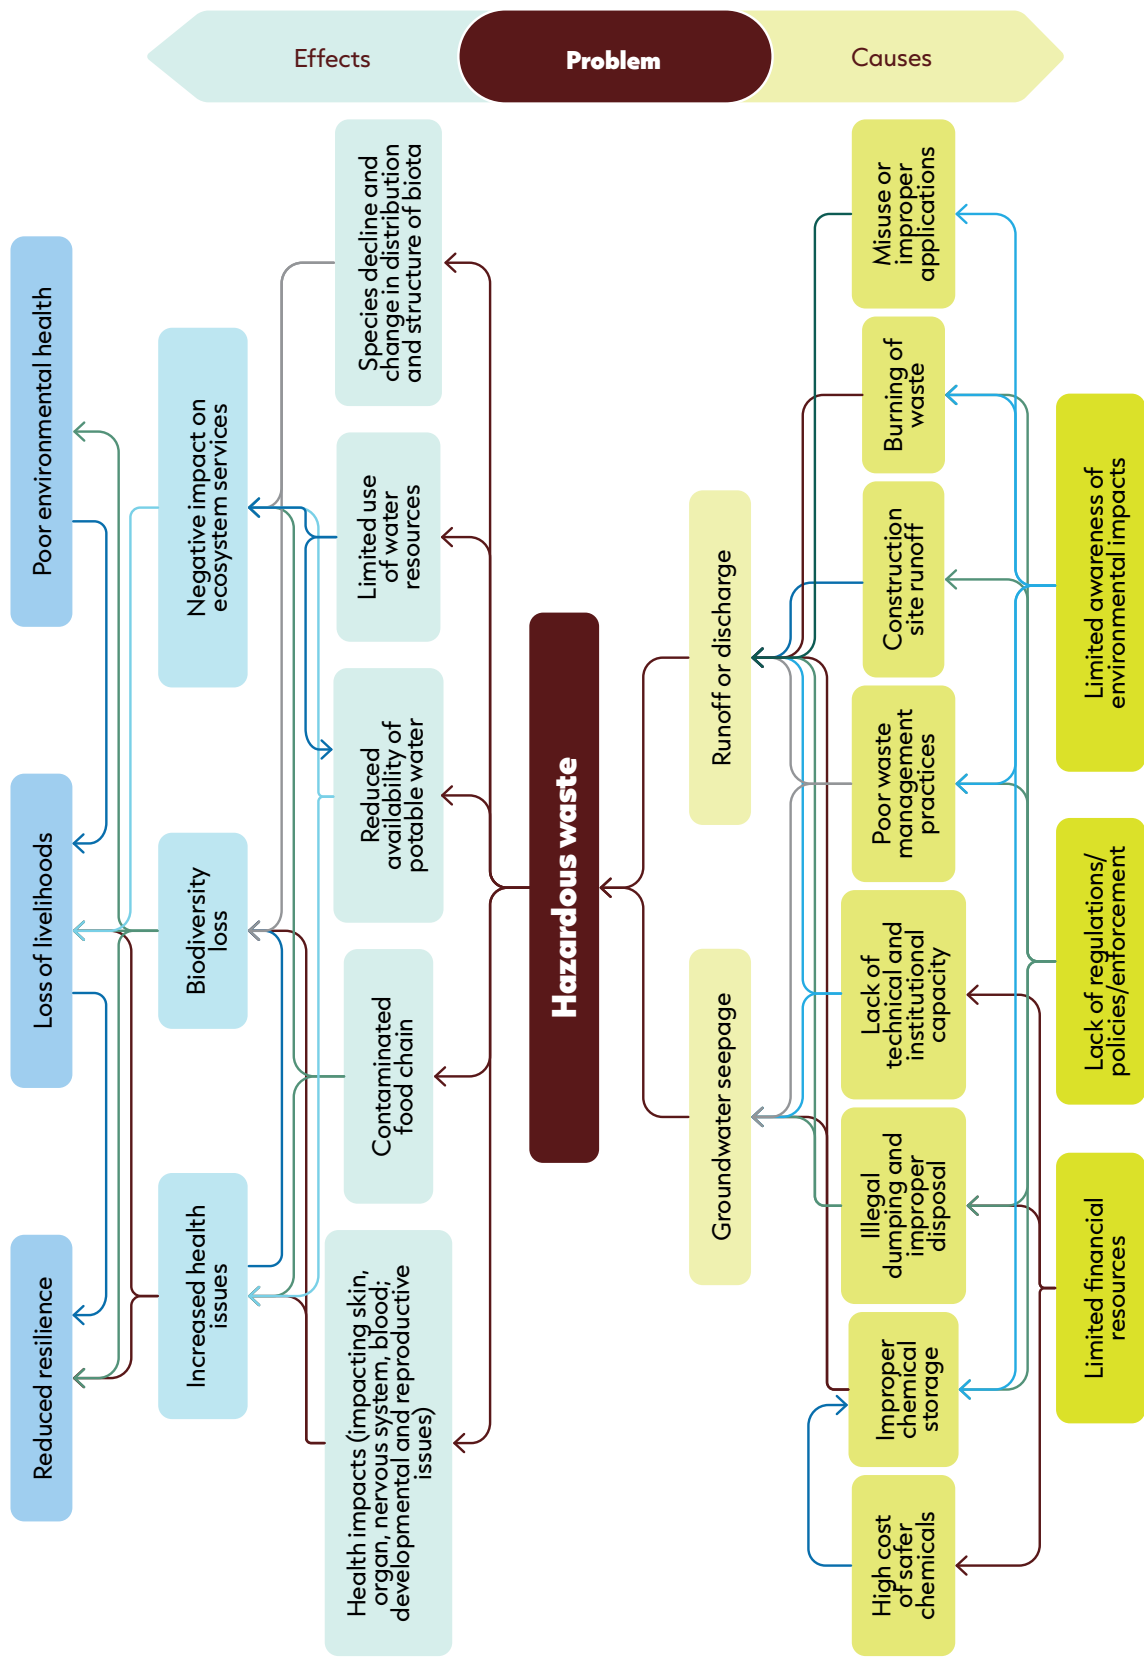 Effects
Problem
Causes
Reduced resilience
Loss of livelihoods
Poor environmental health
Increased health
issues
Biodiversity
loss
Negative impact on
ecosystem services
Health impacts (impacting skin,
organ, nervous system, blood;
developmental and reproductive
issues)
Contaminated
food chain
Reduced
availability of
potable water
Limited use
of water
resources
Species decline and
change in distribution
and structure of biota
Hazardous waste
Groundwater seepage
Runoff or discharge
High cost
of safer
chemicals
Improper
chemical
storage
Illegal
dumping and
improper
disposal
Lack of
technical and
institutional
capacity
Poor waste
management
practices
Construction
site runoff
Burning of
waste
Misuse or
improper
applications
Limited financial
resources
Lack of regulations/
policies/enforcement
Limited awareness of
environmental impacts